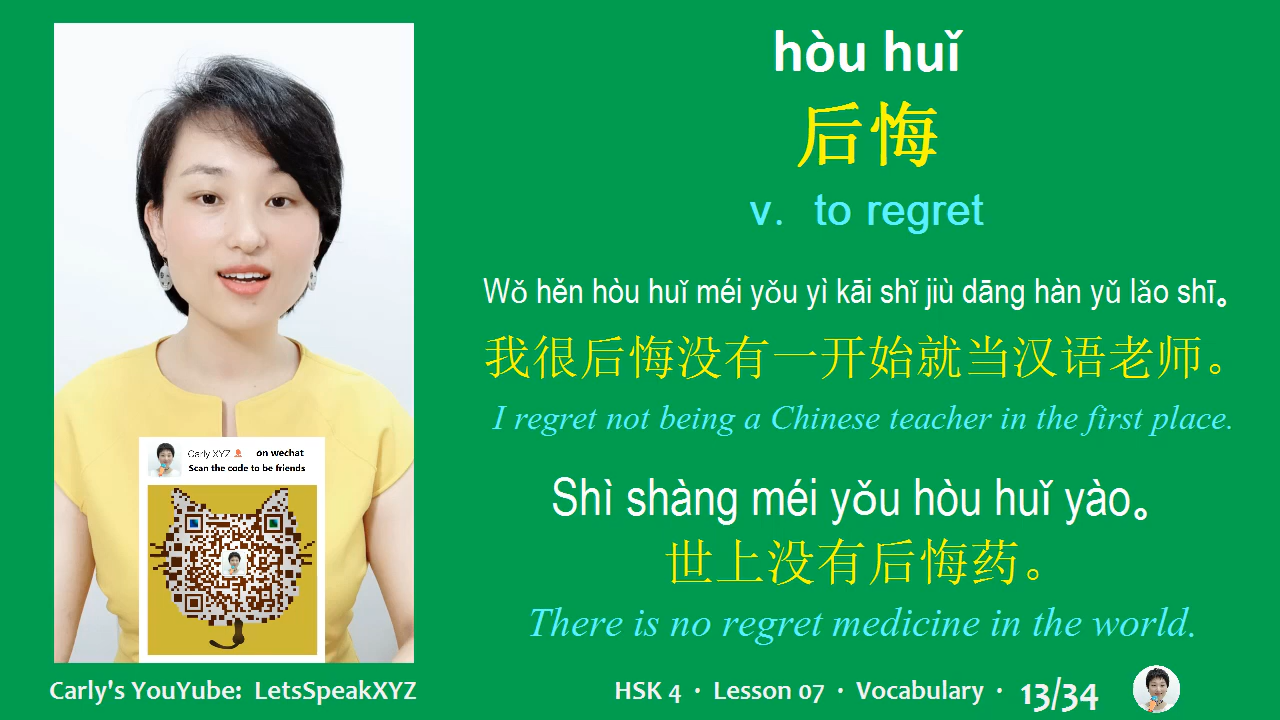 hòu huǐ
后悔
v. to regret
Wǒ hěn hòu huǐ méi yǒu yì kāi shǐ jiù dāng hàn yǔ lǎo shī。
我很后悔没有一开始就当汉语老师。
I regret not being a Chinese teacher in the first place.
Shì shàng méi yǒu hòu huǐ yào。
世上没有后悔药。
There is no regret medicine in the world.
Carly XYZ on wechat
Scan the code to be friends
Carly's YouYube: LetsSpeakXYZ
HSK 4 · Lesson 07 · Vocabulary · 13/34